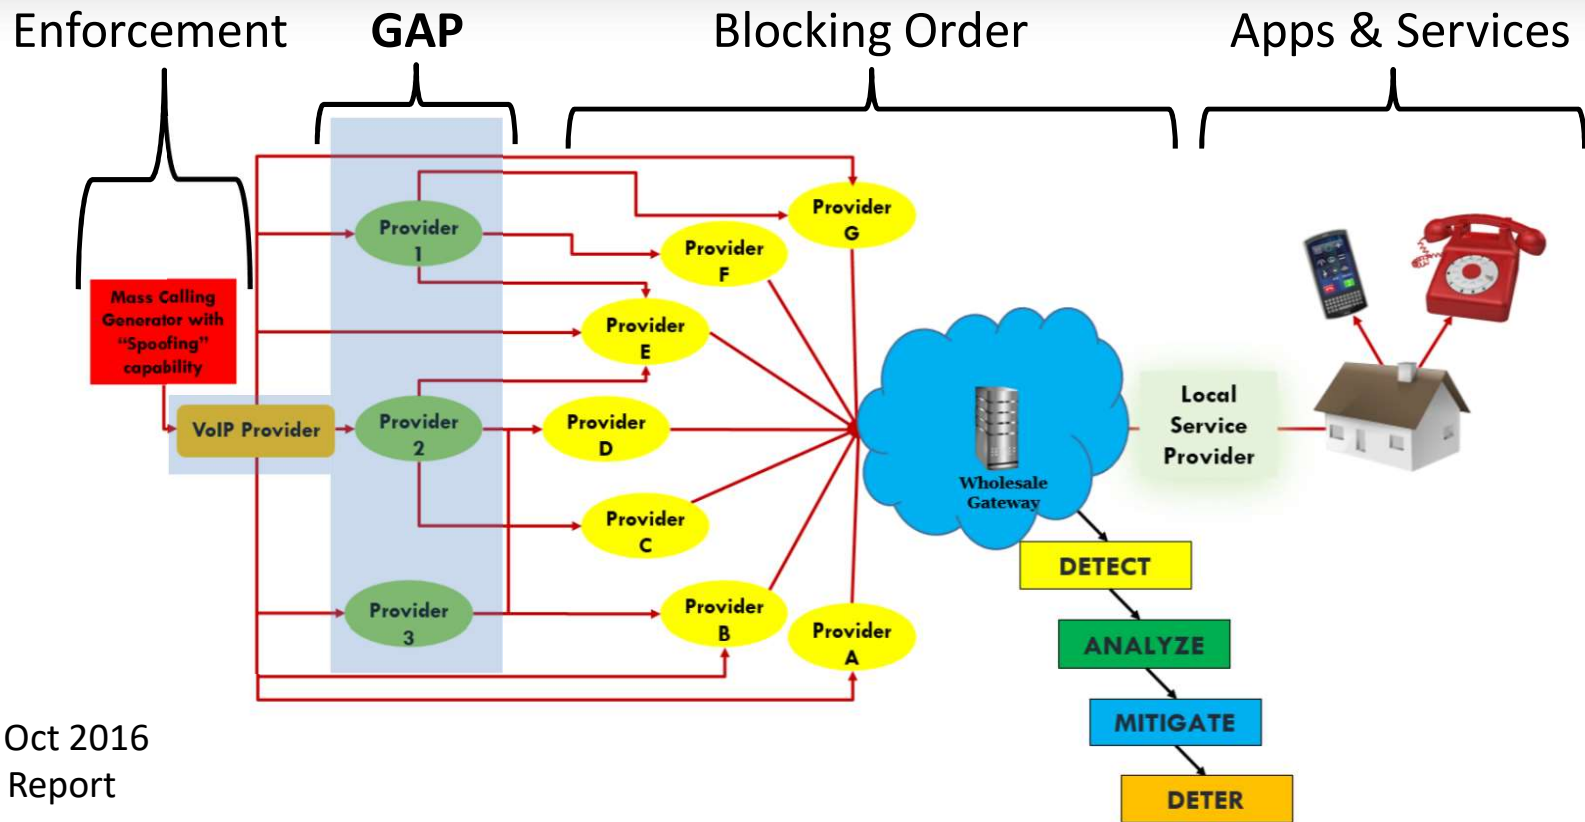 Enforcement
GAP
Blocking Order
Apps & Services
Mass Calling
Generator with
“Spoofing”
capability
VoIP Provider
Provider
1
Provider
2
Provider
3
Provider
G
Provider
F
Provider
E
Provider
D
Provider
C
Provider
B
Provider
A
Wholesale
Gateway
Local
Service
Provider
DETECT
ANALYZE
MITIGATE
DETER
Oct 2016
Report